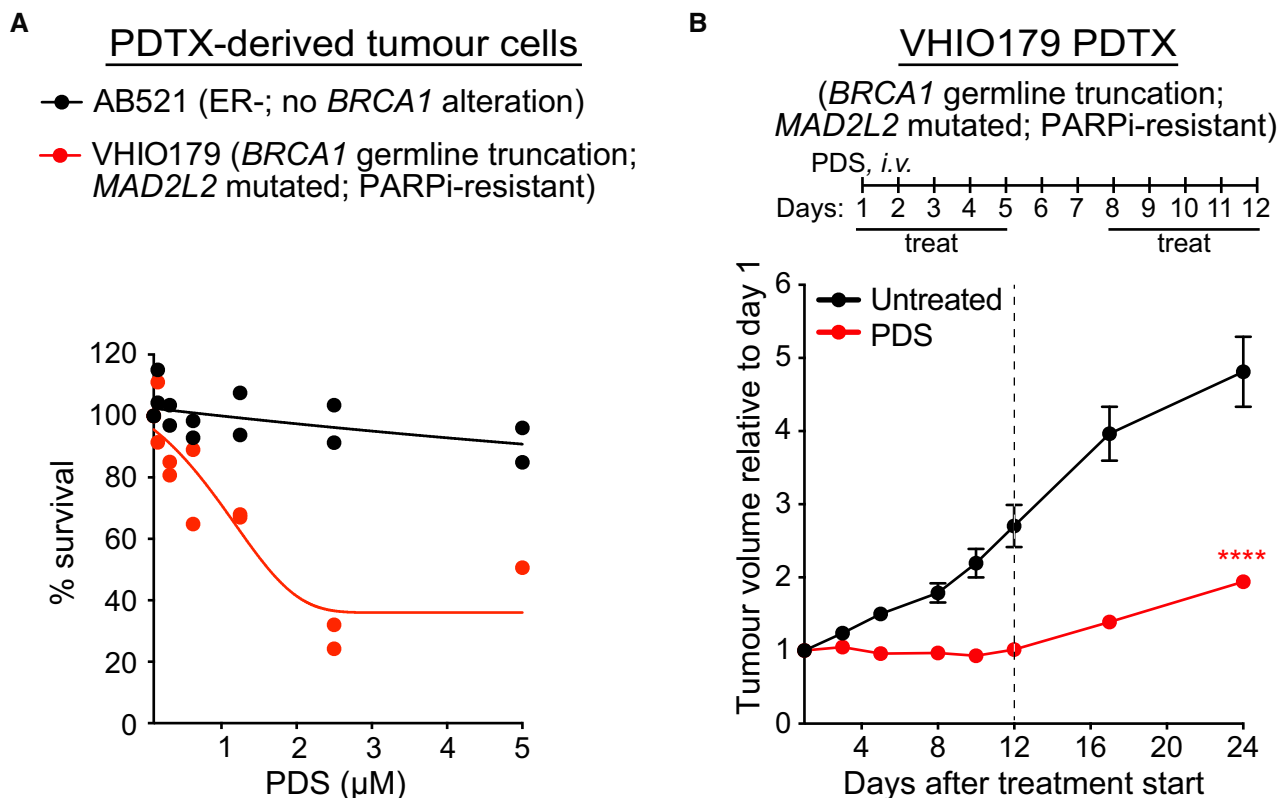 A
PDTX-derived tumour cells
AB521 (ER-; no BRCA1 alteration)
VHIO179 (BRCA1 germline truncation;
MAD2L2 mutated; PARPi-resistant)
120
100
80
60
40
20
0
% survival
1 2 3 4 5
PDS (µM)
B
VHIO179 PDTX
(BRCA1 germline truncation;
MAD2L2 mutated; PARPi-resistant)
PDS, i.v.
Days: 1 2 3 4 5 6 7 8 9 10 11 12
treat treat
6
5
4
3
2
1
0
Tumour volume relative to day 1
Untreated
PDS
****
4 8 12 16 20 24
Days after treatment start